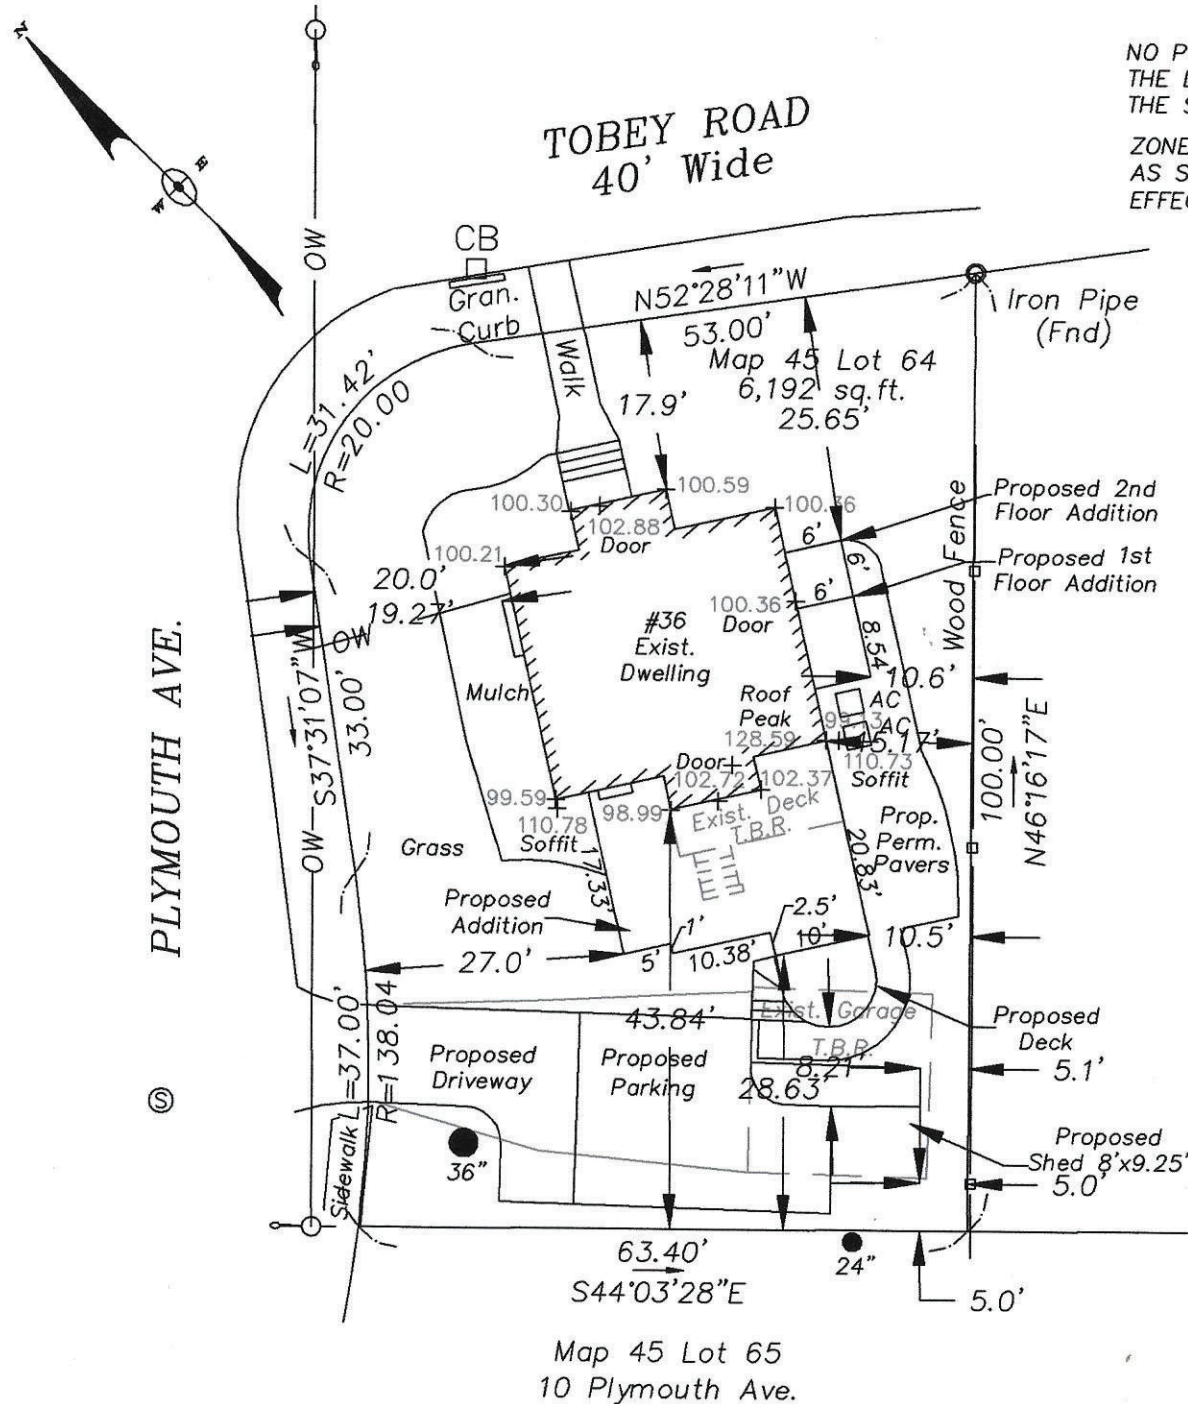 N
E
W
TOBEY ROAD
40' Wide
NO P
THE
THE
ZONE
AS S
EFFE
OW
CB
Gran.
Curb
Walk
N52°28'11"W
53.00'
Iron Pipe
(Fnd)
Map 45 Lot 64
6,192 sq.ft.
17.9'
25.65'
L=31.42'
R=20.00
100.59
100.30
102.88
Door
100.36
Proposed 2nd
Floor Addition
Wood Fence
100.21
6'
6'
Proposed 1st
Floor Addition
20.0'
19.27'
6'
100.36
Door
#36
Exist.
Dwelling
OW
8.54'
10.6'
PLYMOUTH AVE.
S37°31'07"W
33.00'
Mulch
Roof
Peak
AC
AC
99.13
128.59
15.17'
110.73
Soffit
Door
102.72
102.37
99.59
98.99
110.78
Soffit
Exist. Deck
T.B.R.
100.00'
N46°16'17"E
Grass
OW
17.33'
20.83'
Prop.
Perm.
Pavers
Proposed
Addition
2.5'
1'
10'
10.5'
27.0'
5'
10.38'
43.84'
Exist. Garage
T.B.R.
Proposed
Deck
L=37.00'
R=138.04
Proposed
Driveway
Proposed
Parking
8.21'
28.63'
5.1'
S
Sidewalk
36"
Proposed
Shed 8'x9.25'
5.0'
63.40'
S44°03'28"E
24"
5.0'
Map 45 Lot 65
10 Plymouth Ave.